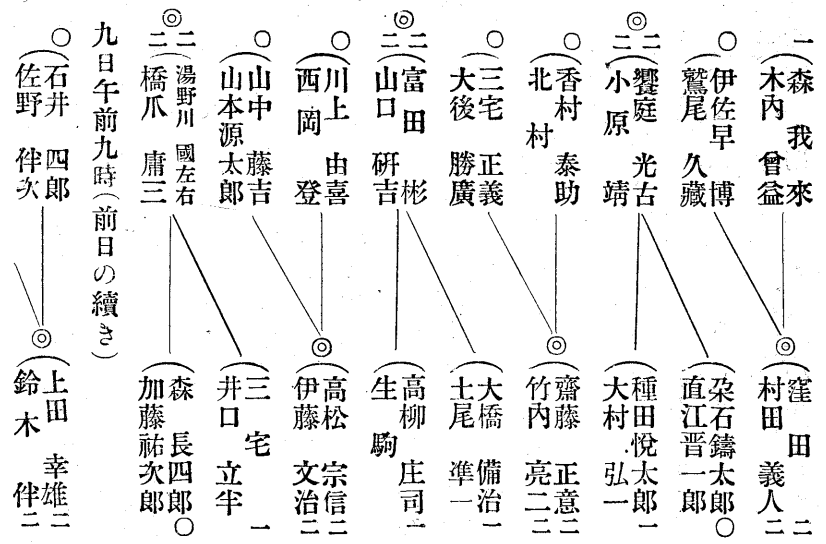 一(森 我來
木內 曾益
○(伊佐早 博
鷲尾 久藏
◎二二(饗庭 光古
小原 靖
○(香村 泰助
北村
○(三宅 正義
大後 勝廣
◎二二(富田 彬
山口 硏吉
○(川上 由喜
西岡 登
○(山中 藤吉
山本源太郎
◎二二(湯野川 國左右
橋爪 庸三
◎(窪田 二
村田 義人 二
(朶石鑄太郎 ○
直江晋一郎
(種田悅太郎 一
大村 弘一
◎(齋藤 正意 二
竹內 亮二 二
(大橋 備治 一
土尾 準一
(高柳 庄司 一
生駒
◎(高松 宗信 二
伊藤 文治 二
(三宅 一
井口 立半
(森 長四郎 ○
加藤祐次郎
九日午前九時(前日の續き)
○(石井 四郎
佐野 伴次
◎(上田 幸雄 二
鈴木 伴 二